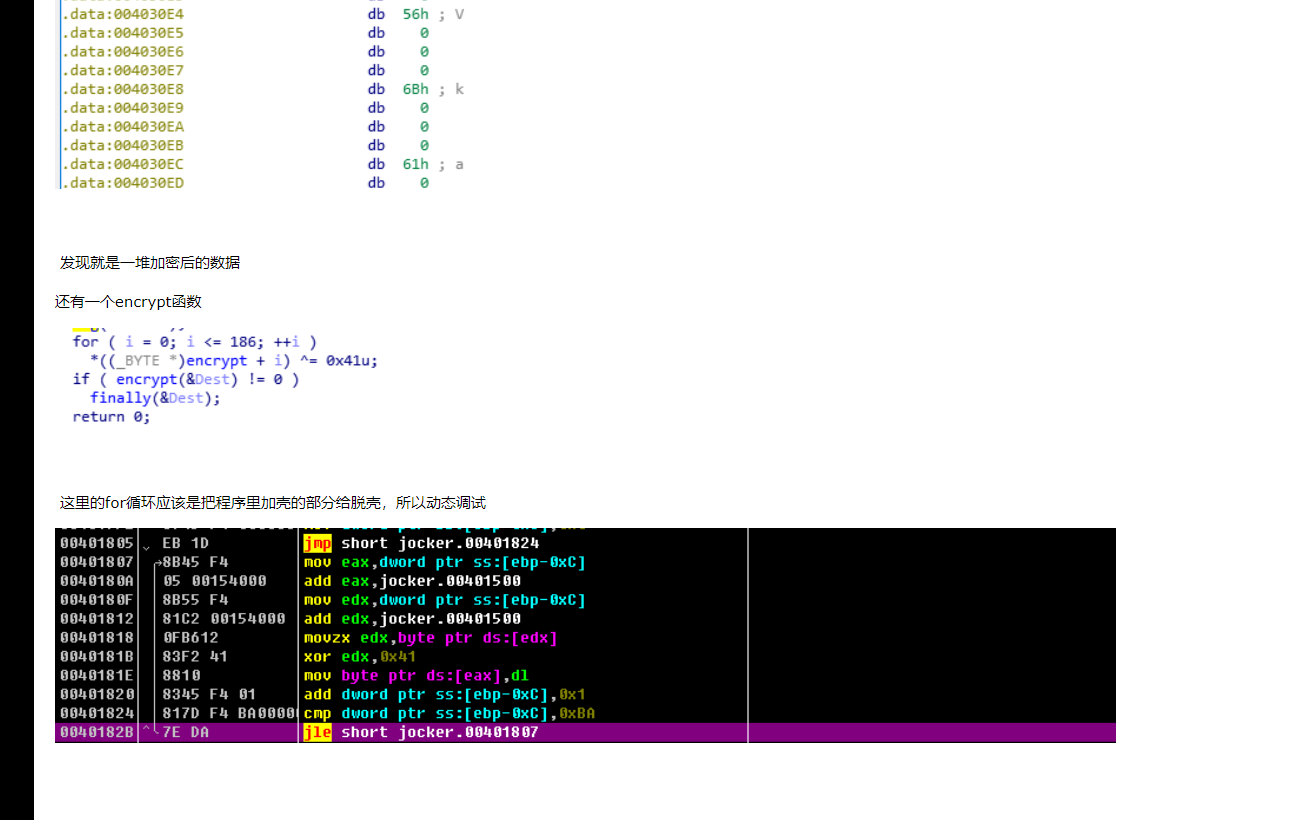 .data:004030E4 db 56h ; V
.data:004030E5 db 0
.data:004030E6 db 0
.data:004030E7 db 0
.data:004030E8 db 6Bh ; k
.data:004030E9 db 0
.data:004030EA db 0
.data:004030EB db 0
.data:004030EC db 61h ; a
.data:004030ED db 0
发现就是一堆加密后的数据
还有一个encrypt函数
for ( i = 0; i <= 186; ++i )
*((_BYTE *)encrypt + i) ^= 0x41u;
if ( encrypt(&Dest) != 0 )
finally(&Dest);
return 0;
这里的for循环应该是把程序里加壳的部分给脱壳，所以动态调试
00401805 EB 1D jmp short jocker.00401824
00401807 8B45 F4 mov eax,dword ptr ss:[ebp-0xC]
0040180A 05 00154000 add eax,jocker.00401500
0040180F 8B55 F4 mov edx,dword ptr ss:[ebp-0xC]
00401812 81C2 00154000 add edx,jocker.00401500
00401818 0FB612 movzx edx,byte ptr ds:[edx]
0040181B 83F2 41 xor edx,0x41
0040181E 8810 mov byte ptr ds:[eax],dl
00401820 8345 F4 01 add dword ptr ss:[ebp-0xC],0x1
00401824 817D F4 BA0000 cmp dword ptr ss:[ebp-0xC],0xBA
0040182B 7E DA jle short jocker.00401807